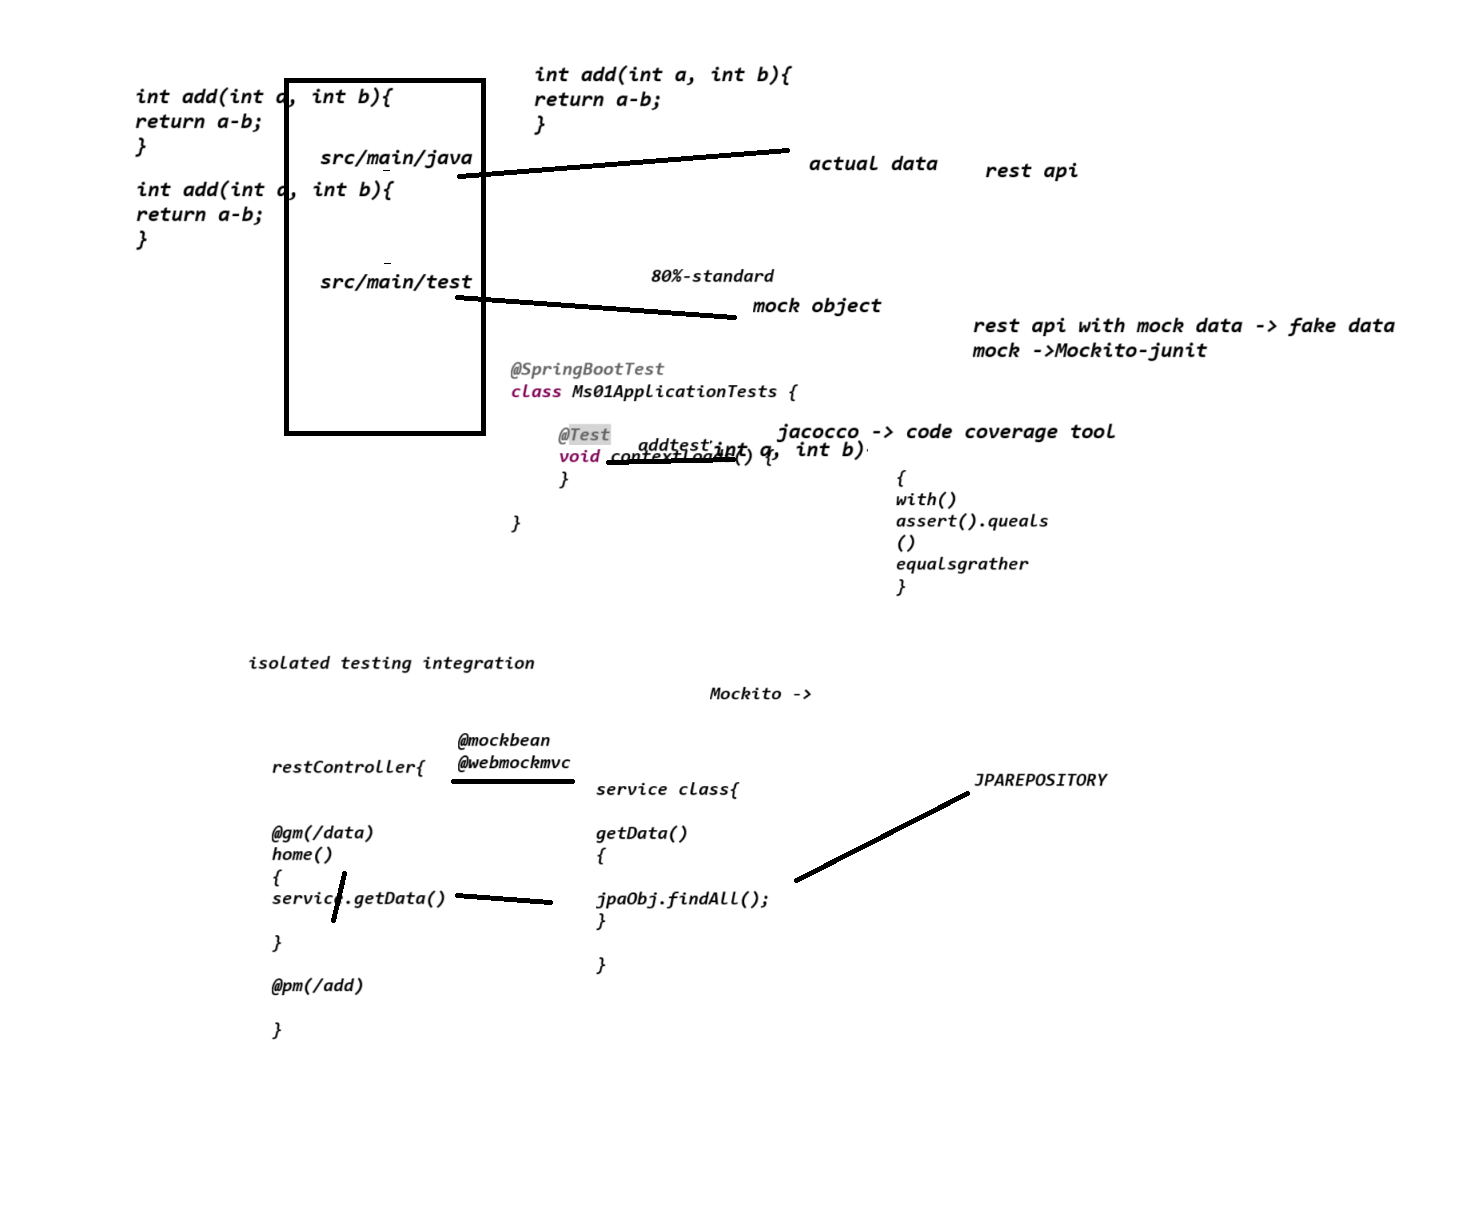 int add(int a, int b){
return a-b;
}
int add(int a, int b){
return a-b;
}
src/main/java
int add(int a, int b){
return a-b;
}
actual data
rest api
src/main/test
80%-standard
mock object
rest api with mock data -> fake data
mock ->Mockito-junit
@SpringBootTest
class Ms01ApplicationTests {
@Test
void contextLoads() {
}
}
addtest
int a, int b)
jacocco -> code coverage tool
{
with()
assert().queals
()
equalsgrather
}
isolated testing integration
Mockito ->
@mockbean
@webmockmvc
restController{
@gm(/data)
home()
{
service.getData()
}
@pm(/add)
}
service class{
getData()
{
jpaObj.findAll();
}
}
JPAREPOSITORY